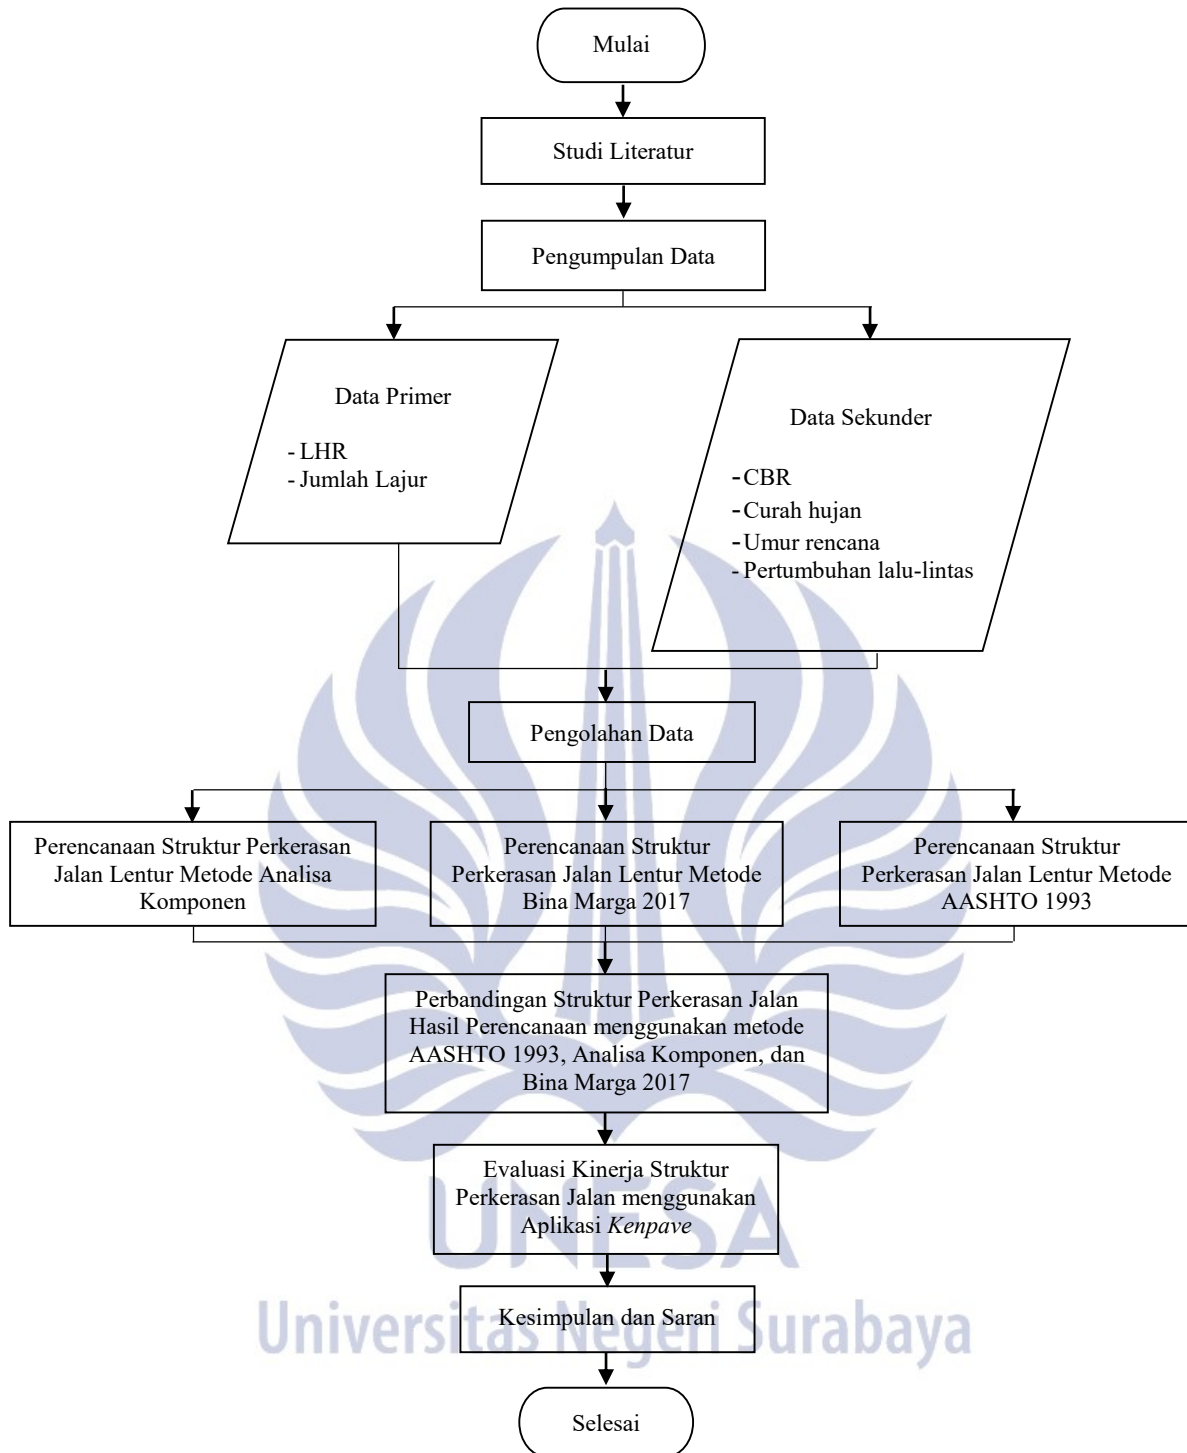 Mulai
Studi Literatur
Pengumpulan Data
Data Primer
- LHR
- Jumlah Lajur
Data Sekunder
- CBR
- Curah hujan
- Umur rencana
- Pertumbuhan lalu-lintas
Pengolahan Data
Perencanaan Struktur Perkerasan
Jalan Lentur Metode Analisa
Komponen
Perencanaan Struktur
Perkerasan Jalan Lentur Metode
Bina Marga 2017
Perencanaan Struktur
Perkerasan Jalan Lentur Metode
AASHTO 1993
Perbandingan Struktur Perkerasan Jalan
Hasil Perencanaan menggunakan metode
AASHTO 1993, Analisa Komponen, dan
Bina Marga 2017
Evaluasi Kinerja Struktur
Perkerasan Jalan menggunakan
Aplikasi Kenpave
UNESA
Kesimpulan dan Saran
Universitas Negeri Surabaya
Selesai